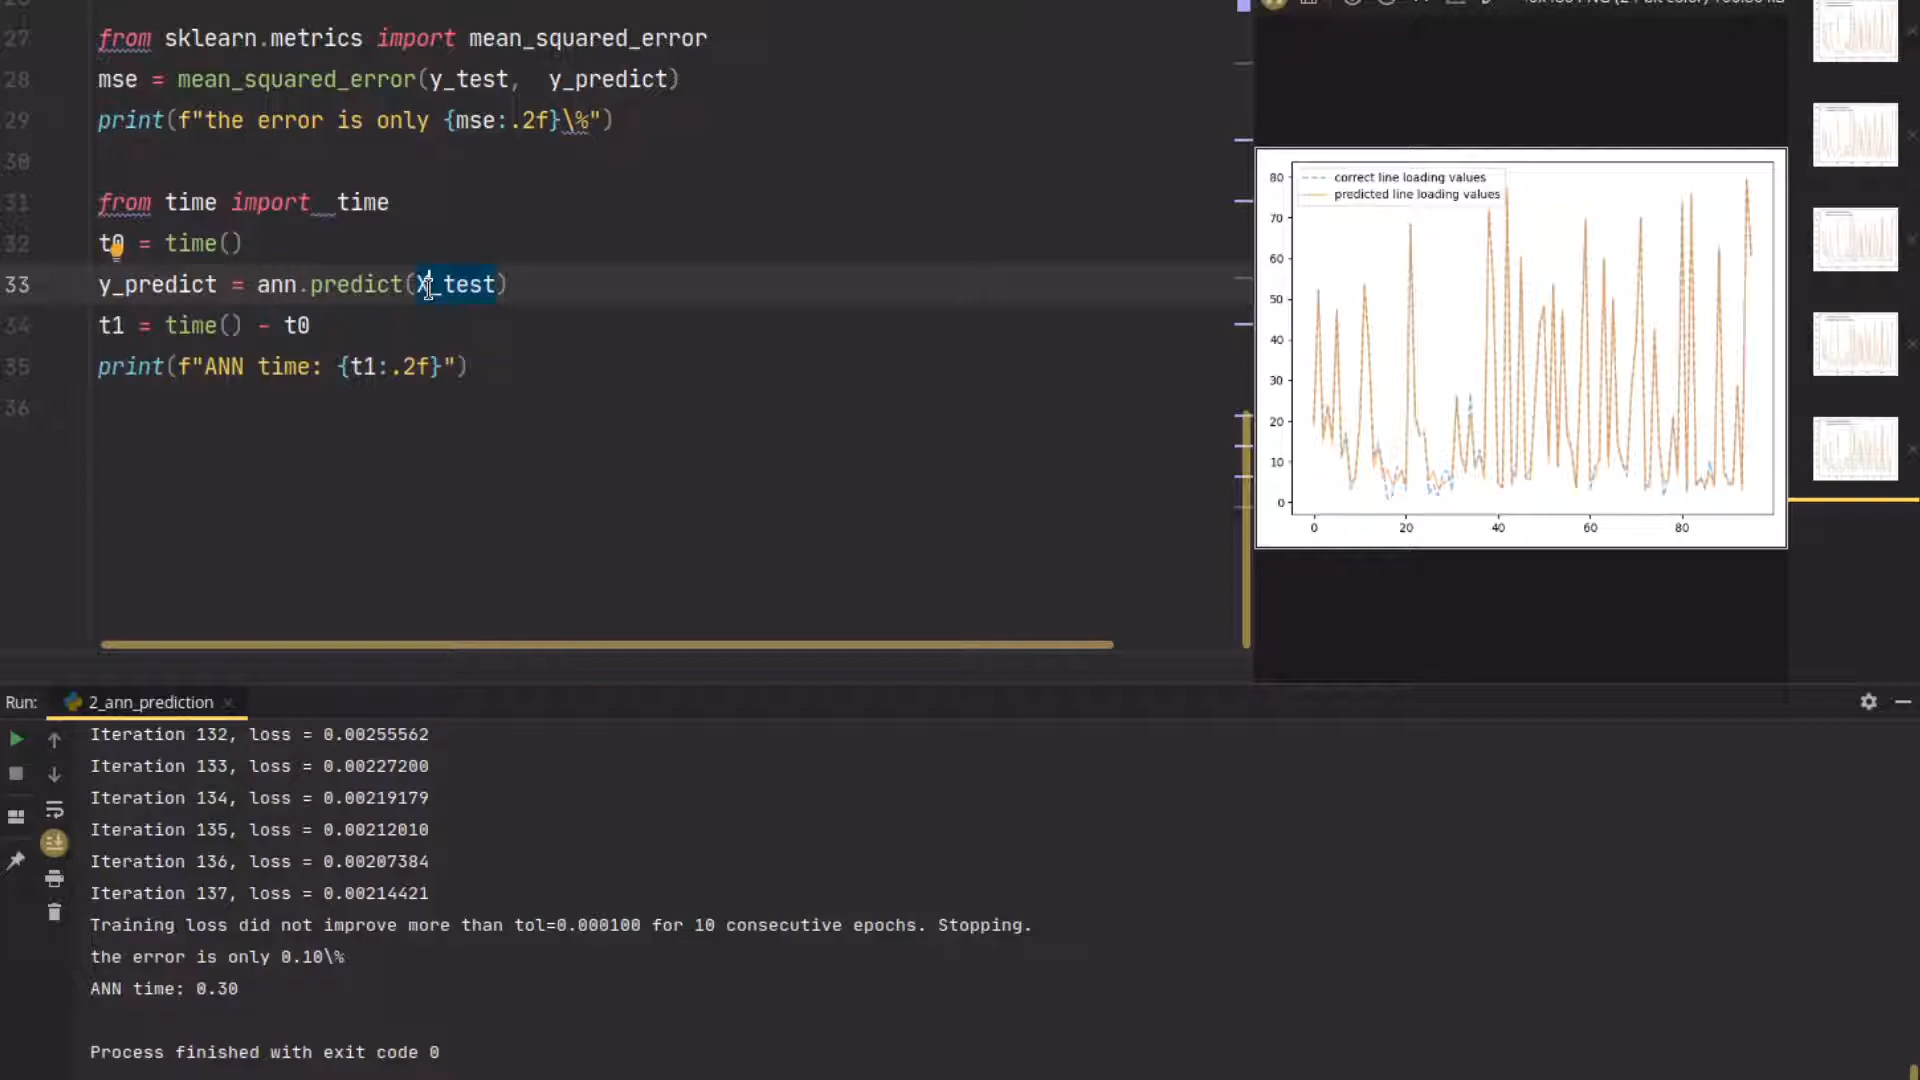 27 from sklearn.metrics import mean_squared_error
28 mse = mean_squared_error(y_test,  y_predict)
29 print(f"the error is only {mse:.2f}\%")
30
31 from time import  time
32 t0 = time()
33 y_predict = ann.predict(X_test)
34 t1 = time() - t0
35 print(f"ANN time: {t1:.2f}")
36
correct line loading values
predicted line loading values
80
70
60
50
40
30
20
10
0
0 20 40 60 80
Run: 2_ann_prediction
Iteration 132, loss = 0.00255562
Iteration 133, loss = 0.00227200
Iteration 134, loss = 0.00219179
Iteration 135, loss = 0.00212010
Iteration 136, loss = 0.00207384
Iteration 137, loss = 0.00214421
Training loss did not improve more than tol=0.000100 for 10 consecutive epochs. Stopping.
the error is only 0.10\%
ANN time: 0.30
Process finished with exit code 0